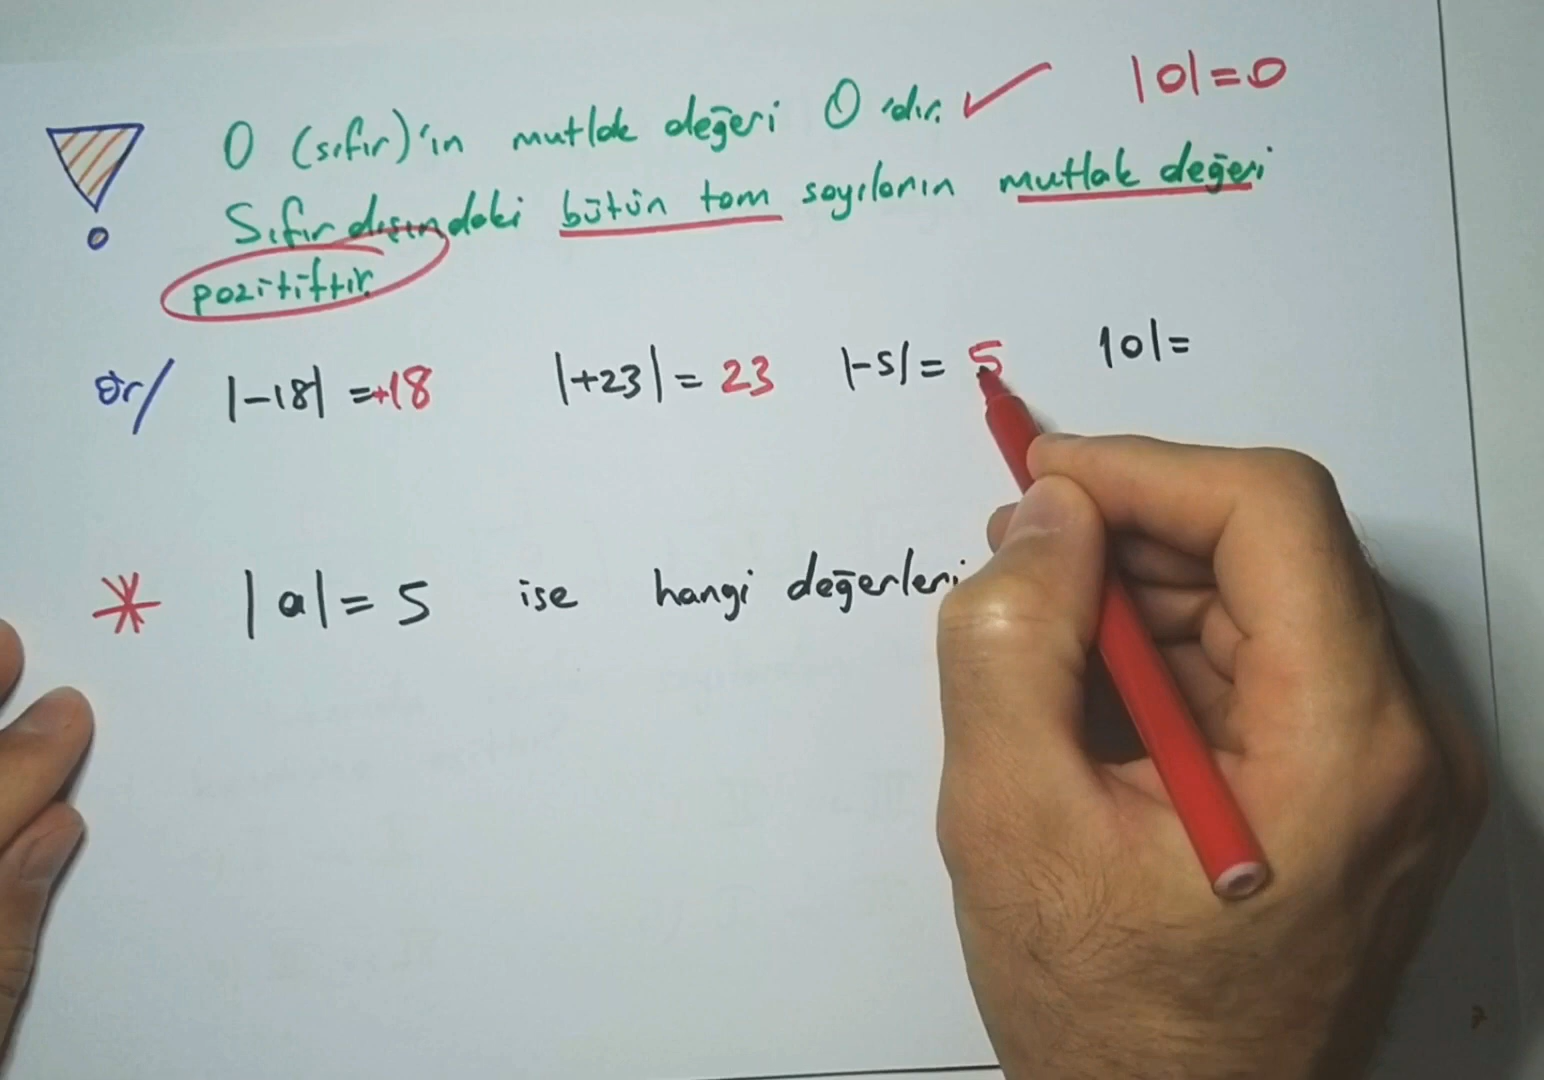 0 (sıfır)'ın mutlak değeri 0 'dır. ✓ |0|=0
Sıfır dışındaki bütün tam sayıların mutlak değeri
pozitiftir.
Ör/ |-18| =+18 |+23| = 23 |-5| = 5 |0|=
* |a| = 5 ise hangi değerleri